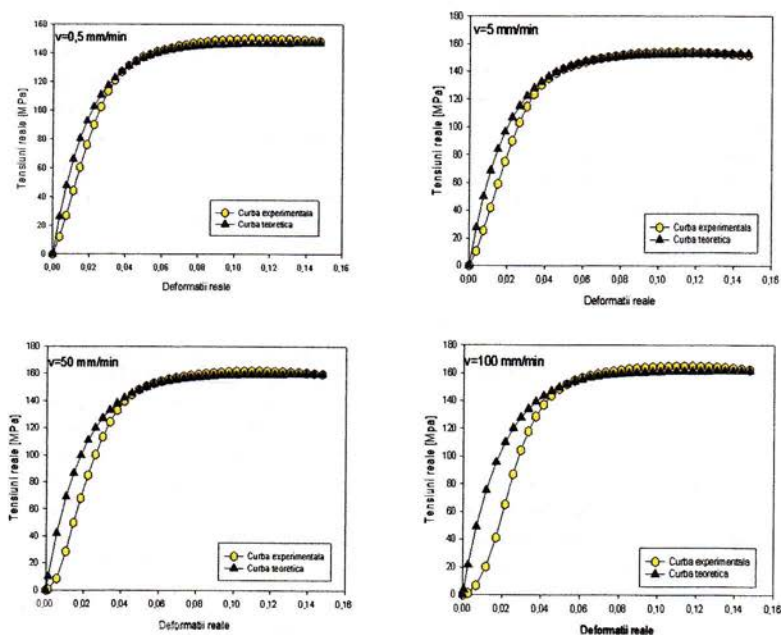 v=0,5 mm/min
Tensiuni reale [MPa]
160
140
120
100
80
60
40
20
0
Curba experimentala
Curba teoretica
0,00 0,02 0,04 0,06 0,08 0,10 0,12 0,14 0,16
Deformatii reale
v=5 mm/min
Tensiuni reale [MPa]
180
160
140
120
100
80
60
40
20
0
Curba experimentala
Curba teoretica
0,00 0,02 0,04 0,06 0,08 0,10 0,12 0,14 0,16
Deformatii reale
v=50 mm/min
Tensiuni reale [MPa]
180
160
140
120
100
80
60
40
20
0
Curba experimentala
Curba teoretica
0,00 0,02 0,04 0,06 0,08 0,10 0,12 0,14 0,16
Deformatii reale
v=100 mm/min
Tensiuni reale [Mpa]
180
160
140
120
100
80
60
40
20
0
Curba experimentala
Curba teoretica
0,00 0,02 0,04 0,06 0,08 0,10 0,12 0,14 0,16
Deformatii reale